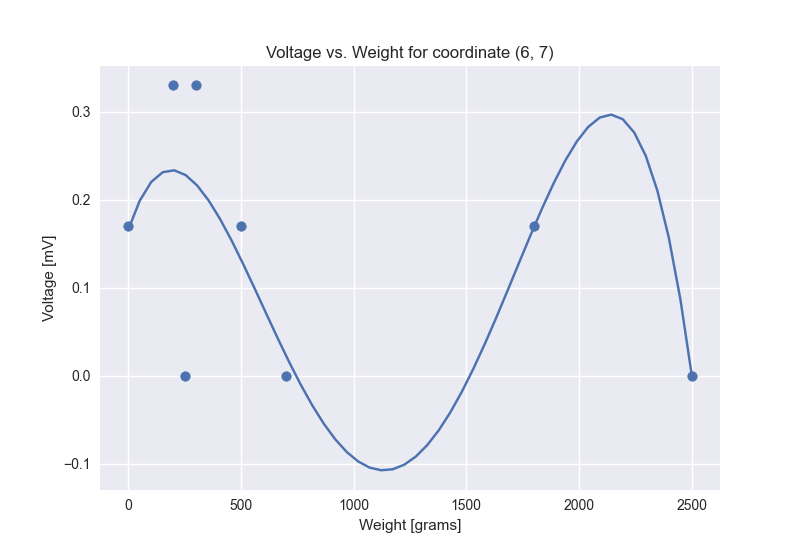 Voltage vs. Weight for coordinate (6, 7)
0.3
0.2
0.1
0.0
−0.1
Voltage [mV]
0 500 1000 1500 2000 2500
Weight [grams]